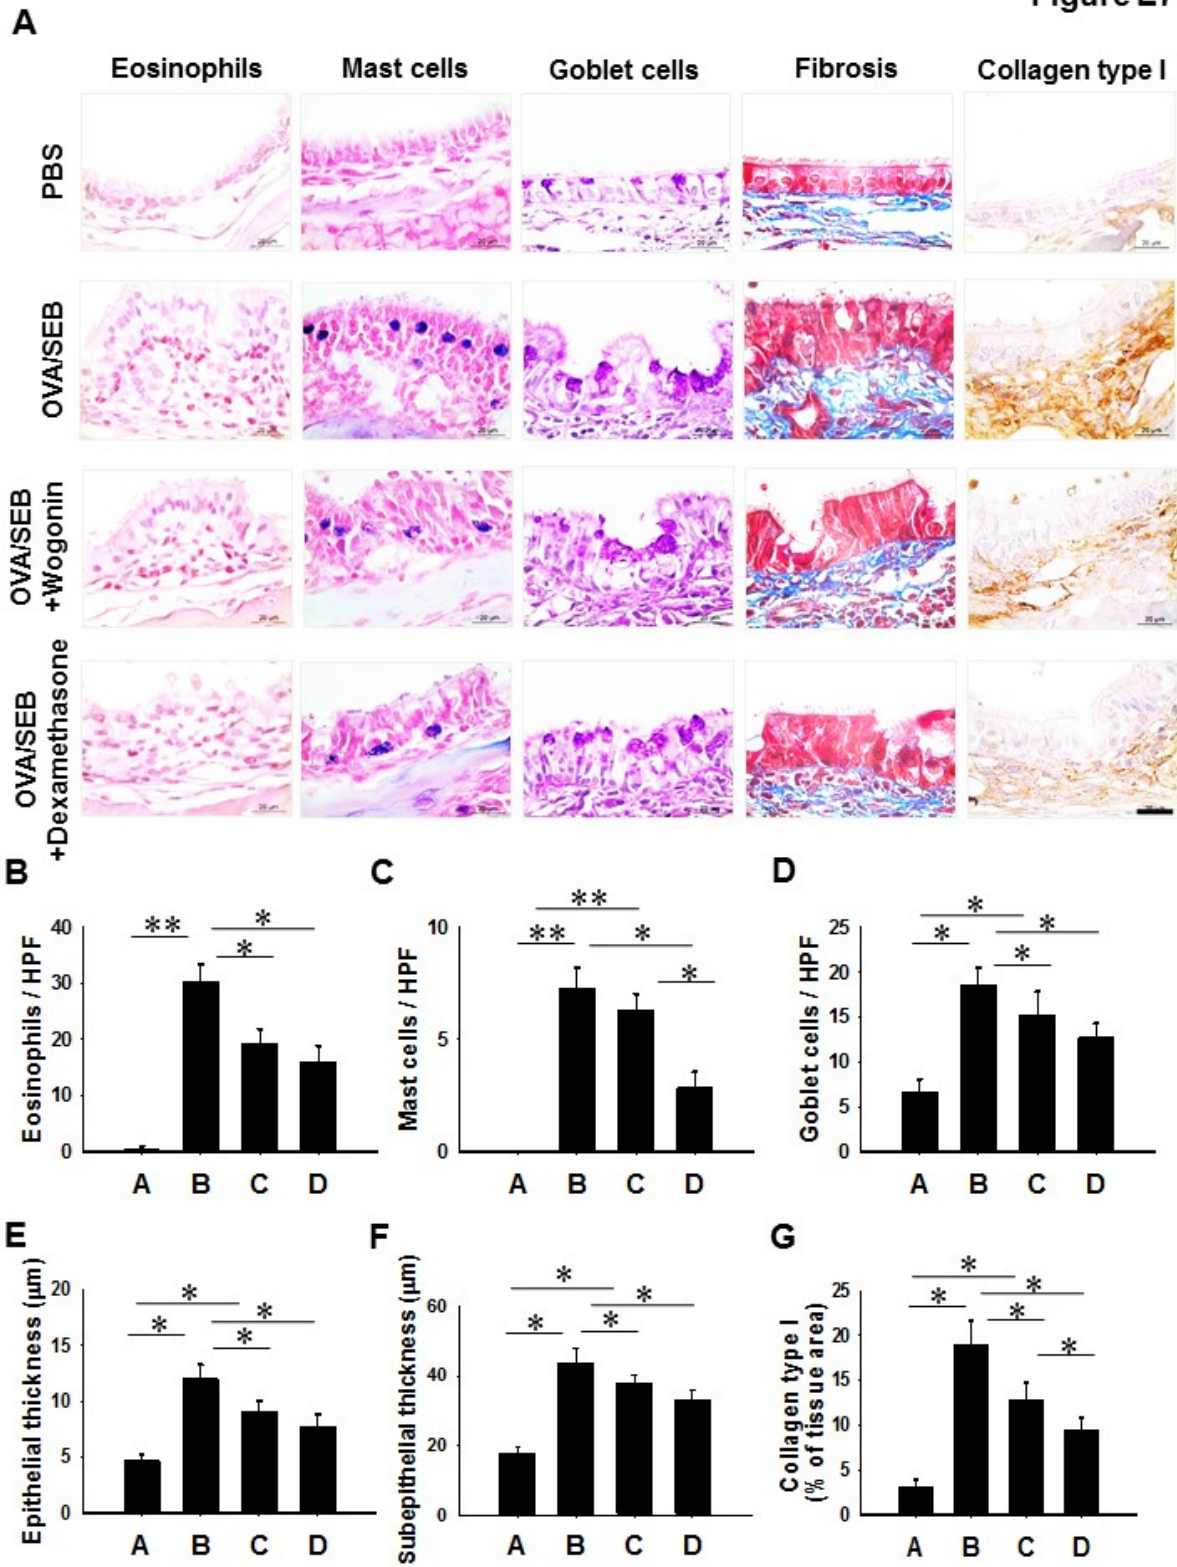 A
Eosinophils Mast cells Goblet cells Fibrosis Collagen type I
PBS
OVA/SEB
OVA/SEB
+Wogonin
OVA/SEB
+Dexamethasone
20 µm
B
Eosinophils / HPF
40
30
20
10
0
** * *
A B C D
C
Mast cells / HPF
10
5
0
** ** * *
A B C D
D
Goblet cells / HPF
25
20
15
10
5
0
* * * *
A B C D
E
Epithelial thickness (µm)
20
15
10
5
0
* * * *
A B C D
F
Subepithelial thickness (µm)
60
40
20
0
* * * *
A B C D
G
Collagen type I
(% of tissue area)
25
20
15
10
5
0
* * * * *
A B C D